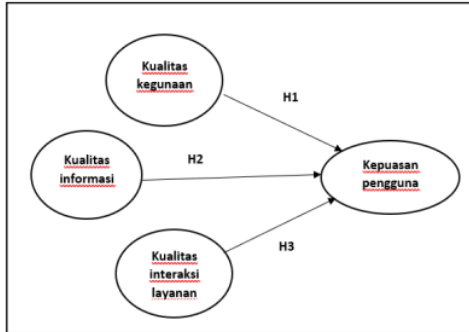 Kualitas
kegunaan
H1
Kualitas
informasi
H2
Kepuasan
pengguna
Kualitas
interaksi
layanan
H3